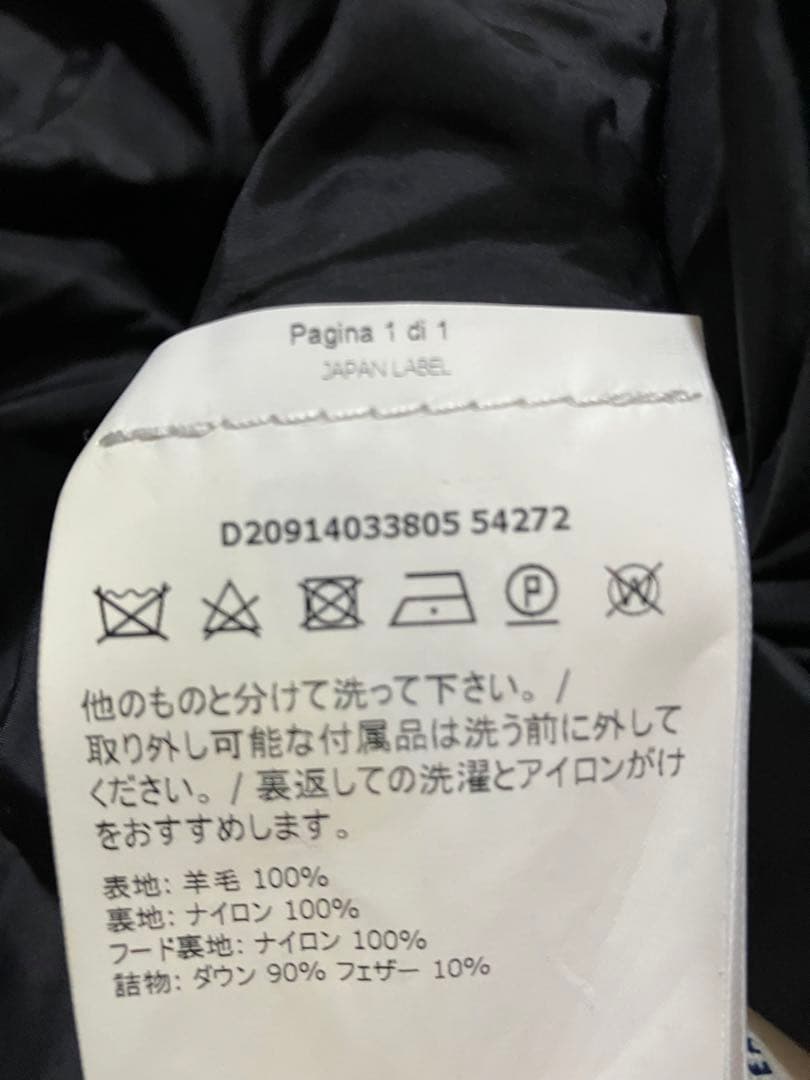 Pagina 1 di 1
JAPAN LABEL
D20914033805 54272
P W
他のものと分けて洗って下さい。/
取り外し可能な付属品は洗う前に外して
ください。/ 裏返しての洗濯とアイロンがけ
をおすすめします。
表地: 羊毛 100%
裏地: ナイロン 100%
フード裏地: ナイロン 100%
詰物: ダウン 90% フェザー 10%